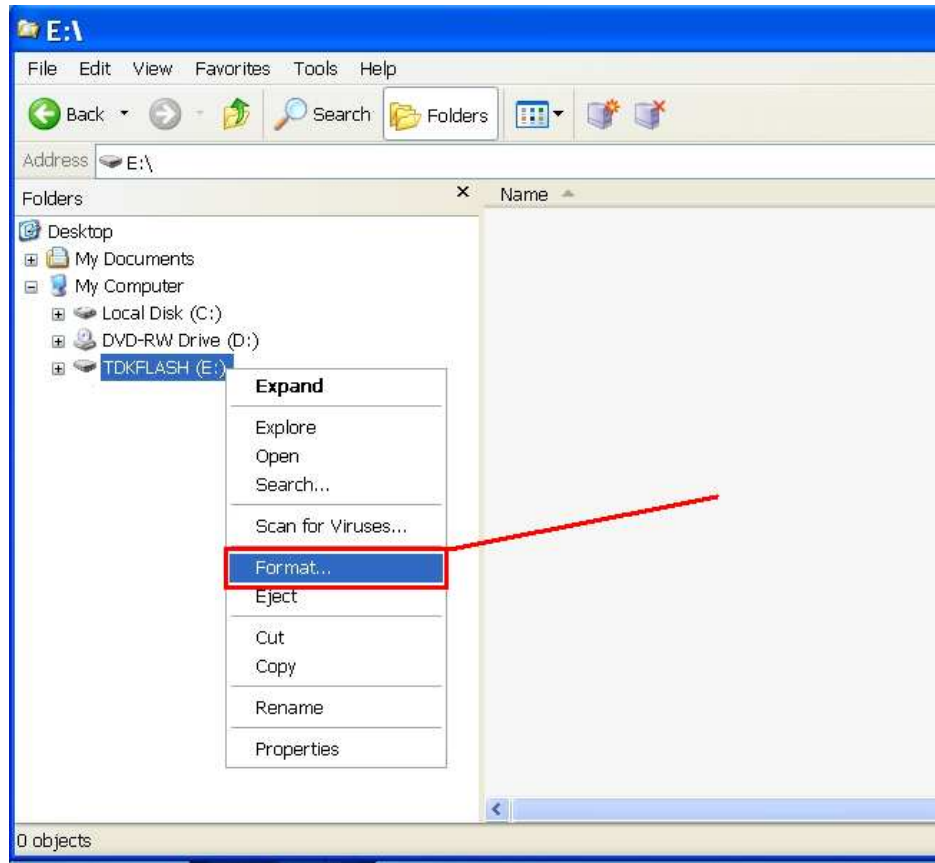 E:\
File Edit View Favorites Tools Help
Back Search Folders
Address E:\
Folders × Name
Desktop
My Documents
My Computer
Local Disk (C:)
DVD-RW Drive (D:)
TDKFLASH (E:)
Expand
Explore
Open
Search...
Scan for Viruses...
Format...
Eject
Cut
Copy
Rename
Properties
0 objects